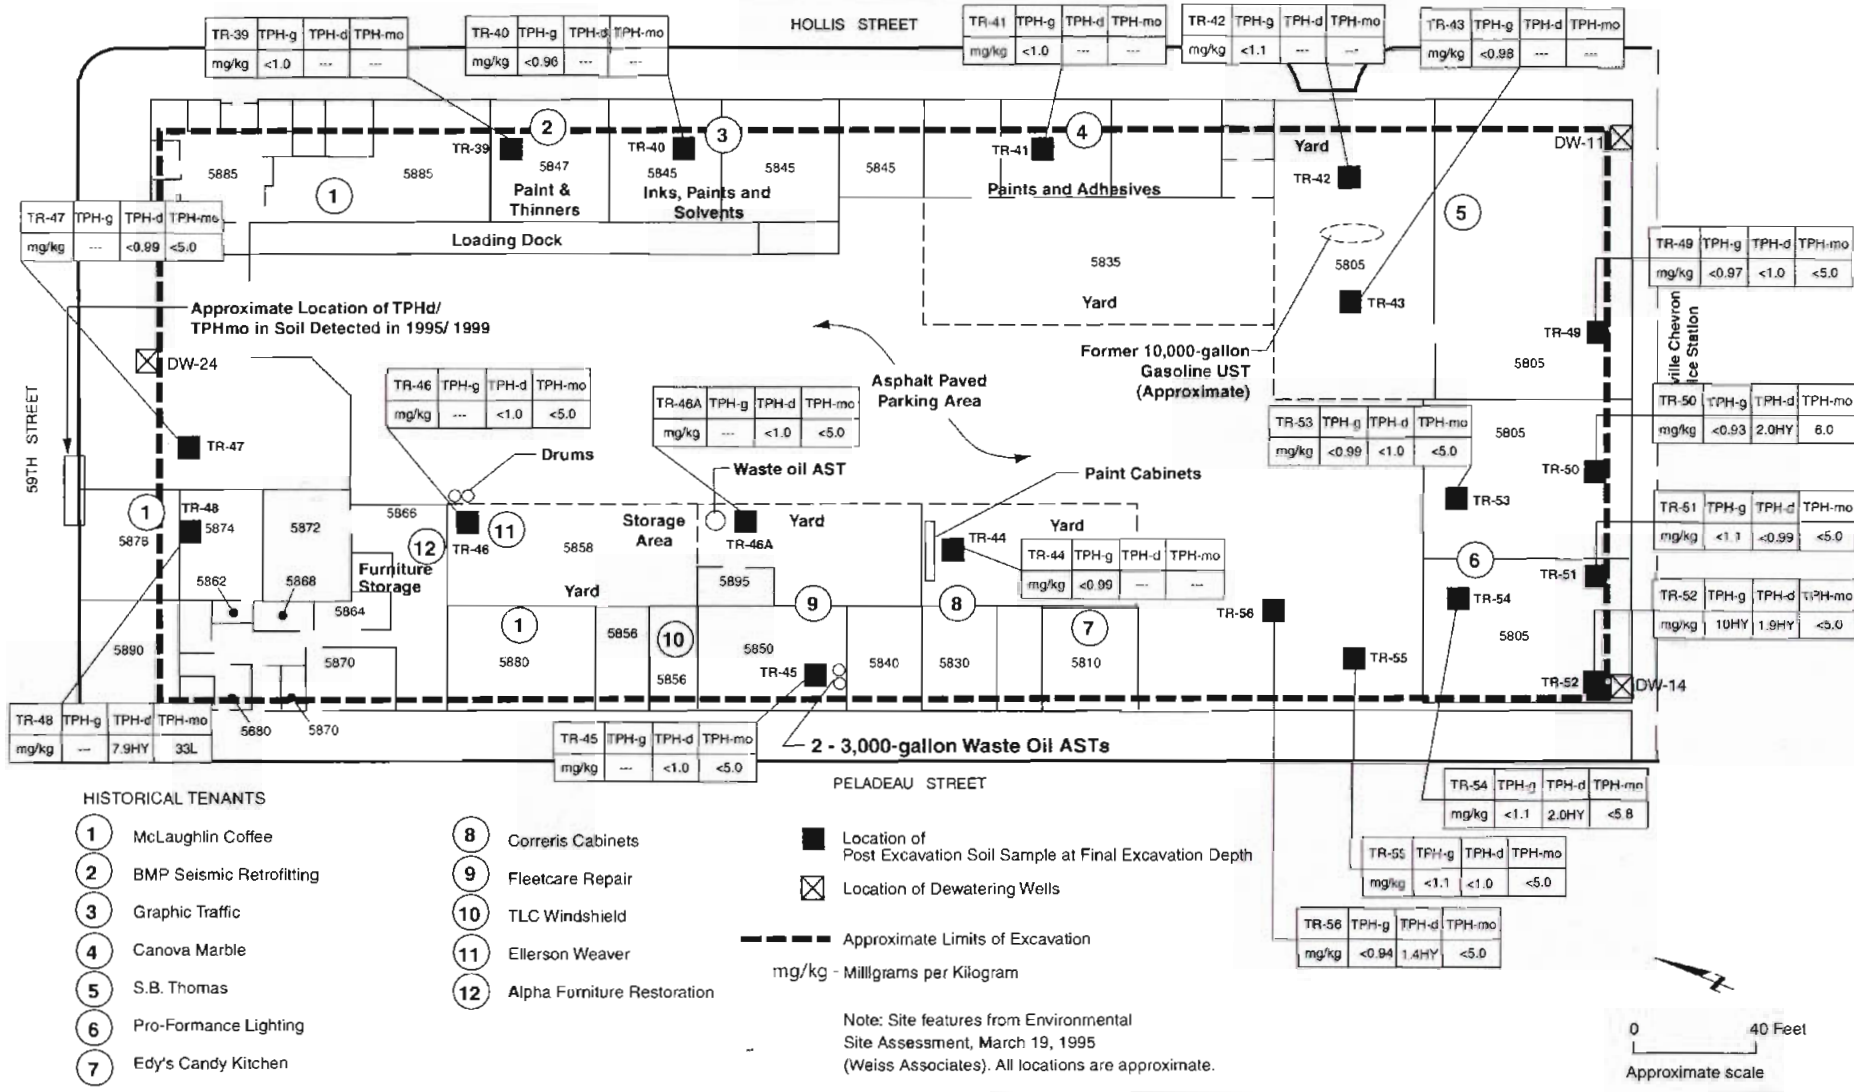 HOLLIS STREET
TR-39 TPH-g TPH-d TPH-mo
mg/kg <1.0 --- ---
TR-40 TPH-g TPH-d TPH-mo
mg/kg <0.96 --- ---
TR-41 TPH-g TPH-d TPH-mo
mg/kg <1.0 --- ---
TR-42 TPH-g TPH-d TPH-mo
mg/kg <1.1 --- ---
TR-43 TPH-g TPH-d TPH-mo
mg/kg <0.98 --- ---
2
3
4
TR-39
TR-40
TR-41
Yard
DW-11
5885
5885
1
5847
Paint &
Thinners
5845
5845
Inks, Paints and
Solvents
5845
Paints and Adhesives
TR-42
5
TR-47 TPH-g TPH-d TPH-mo
mg/kg --- <0.99 <5.0
Loading Dock
5835
Yard
5805
TR-43
TR-49 TPH-g TPH-d TPH-mo
mg/kg <0.97 <1.0 <5.0
Approximate Location of TPHd/
TPHmo in Soil Detected in 1995/ 1999
DW-24
59TH STREET
TR-49
ville Chevron
ice Station
Former 10,000-gallon
Gasoline UST
(Approximate)
5805
Asphalt Paved
Parking Area
TR-46 TPH-g TPH-d TPH-mo
mg/kg --- <1.0 <5.0
TR-46A TPH-g TPH-d TPH-mo
mg/kg --- <1.0 <5.0
TR-53 TPH-g TPH-d TPH-mo
mg/kg <0.99 <1.0 <5.0
TR-50 TPH-g TPH-d TPH-mo
mg/kg <0.93 2.0HY 6.0
5805
TR-47
Drums
Waste oil AST
Paint Cabinets
TR-50
TR-53
TR-51 TPH-g TPH-d TPH-mo
mg/kg <1.1 <0.99 <5.0
1
TR-48
5878
5874
5872
5866
12
TR-46
11
5858
Storage
Area
TR-46A
Yard
TR-44
Yard
TR-44 TPH-g TPH-d TPH-mo
mg/kg <0.99 --- ---
6
TR-51
5862
5868
Furniture
Storage
5864
Yard
5895
9
8
7
TR-56
TR-54
TR-52 TPH-g TPH-d TPH-mo
mg/kg 10HY 1.9HY <5.0
5805
5890
5870
1
5880
5856
10
5856
5850
TR-45
5840
5830
5810
TR-55
TR-52
DW-14
TR-48 TPH-g TPH-d TPH-mo
mg/kg --- 7.9HY 33L
5680
5870
TR-45 TPH-g TPH-d TPH-mo
mg/kg --- <1.0 <5.0
2 - 3,000-gallon Waste Oil ASTs
PELADEAU STREET
TR-54 TPH-g TPH-d TPH-mo
mg/kg <1.1 2.0HY <5.8
TR-55 TPH-g TPH-d TPH-mo
mg/kg <1.1 <1.0 <5.0
TR-56 TPH-g TPH-d TPH-mo
mg/kg <0.94 1.4HY <5.0
HISTORICAL TENANTS
1 McLaughlin Coffee
2 BMP Seismic Retrofitting
3 Graphic Traffic
4 Canova Marble
5 S.B. Thomas
6 Pro-Formance Lighting
7 Edy's Candy Kitchen
8 Correris Cabinets
9 Fleetcare Repair
10 TLC Windshield
11 Ellerson Weaver
12 Alpha Furniture Restoration
Location of
Post Excavation Soil Sample at Final Excavation Depth
Location of Dewatering Wells
Approximate Limits of Excavation
mg/kg - Milligrams per Kilogram
Note: Site features from Environmental
Site Assessment, March 19, 1995
(Weiss Associates). All locations are approximate.
0 40 Feet
Approximate scale